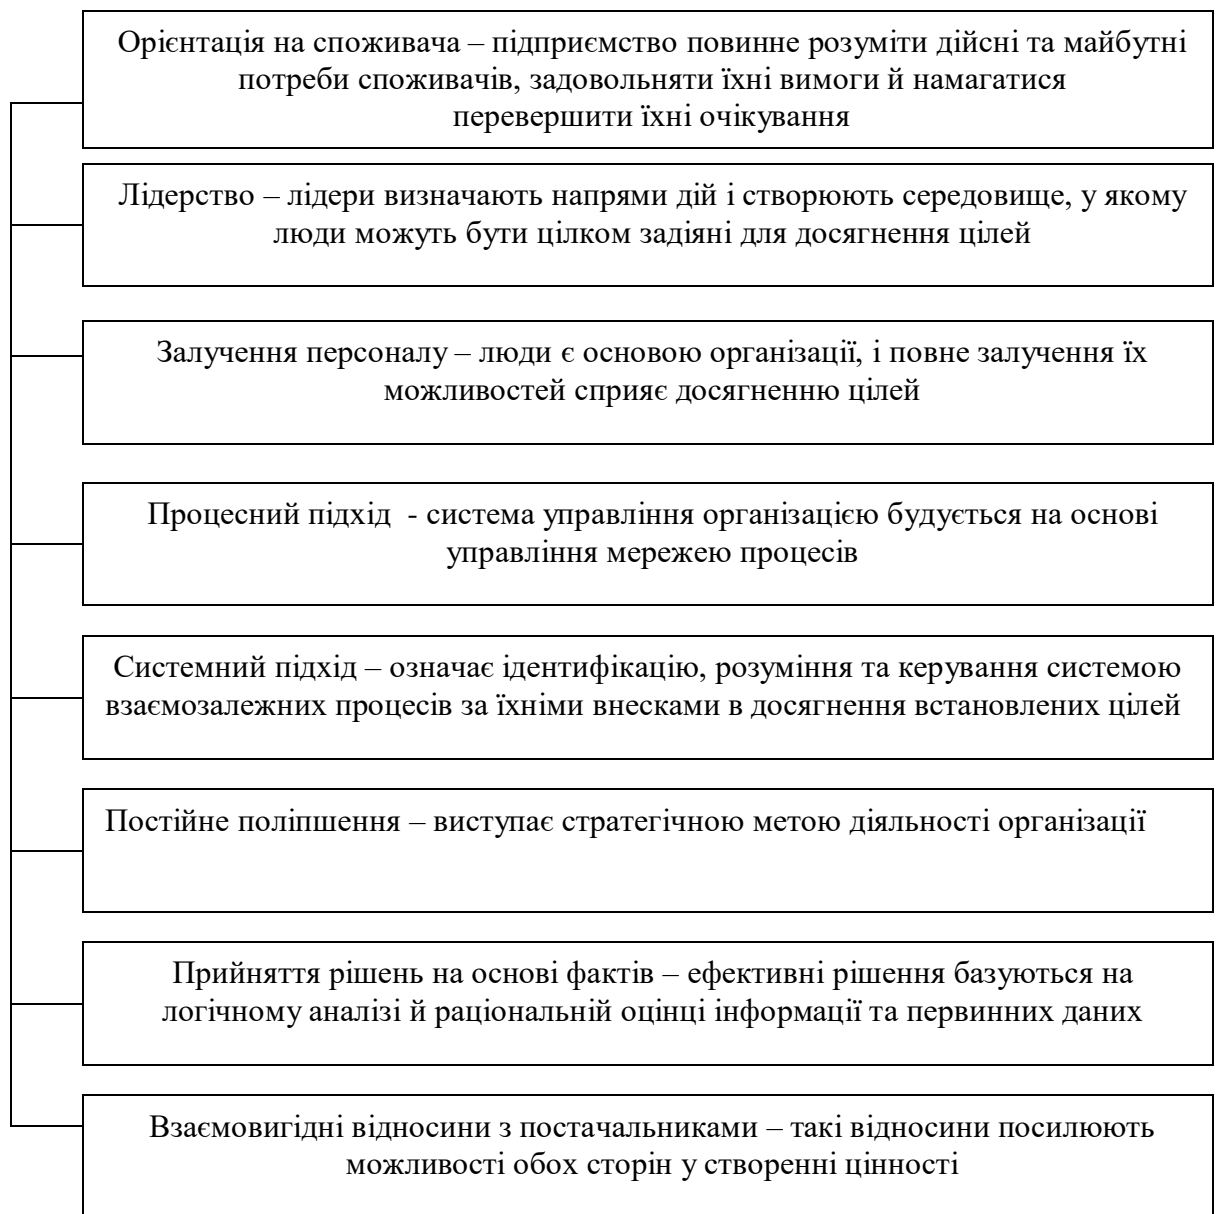 Орієнтація на споживача – підприємство повинне розуміти дійсні та майбутні
потреби споживачів, задовольняти їхні вимоги й намагатися
перевершити їхні очікування
Лідерство – лідери визначають напрями дій і створюють середовище, у якому
люди можуть бути цілком задіяні для досягнення цілей
Залучення персоналу – люди є основою організації, і повне залучення їх
можливостей сприяє досягненню цілей
Процесний підхід  - система управління організацією будується на основі
управління мережею процесів
Системний підхід – означає ідентифікацію, розуміння та керування системою
взаємозалежних процесів за їхніми внесками в досягнення встановлених цілей
Постійне поліпшення – виступає стратегічною метою діяльності організації
Прийняття рішень на основі фактів – ефективні рішення базуються на
логічному аналізі й раціональній оцінці інформації та первинних даних
Взаємовигідні відносини з постачальниками – такі відносини посилюють
можливості обох сторін у створенні цінності